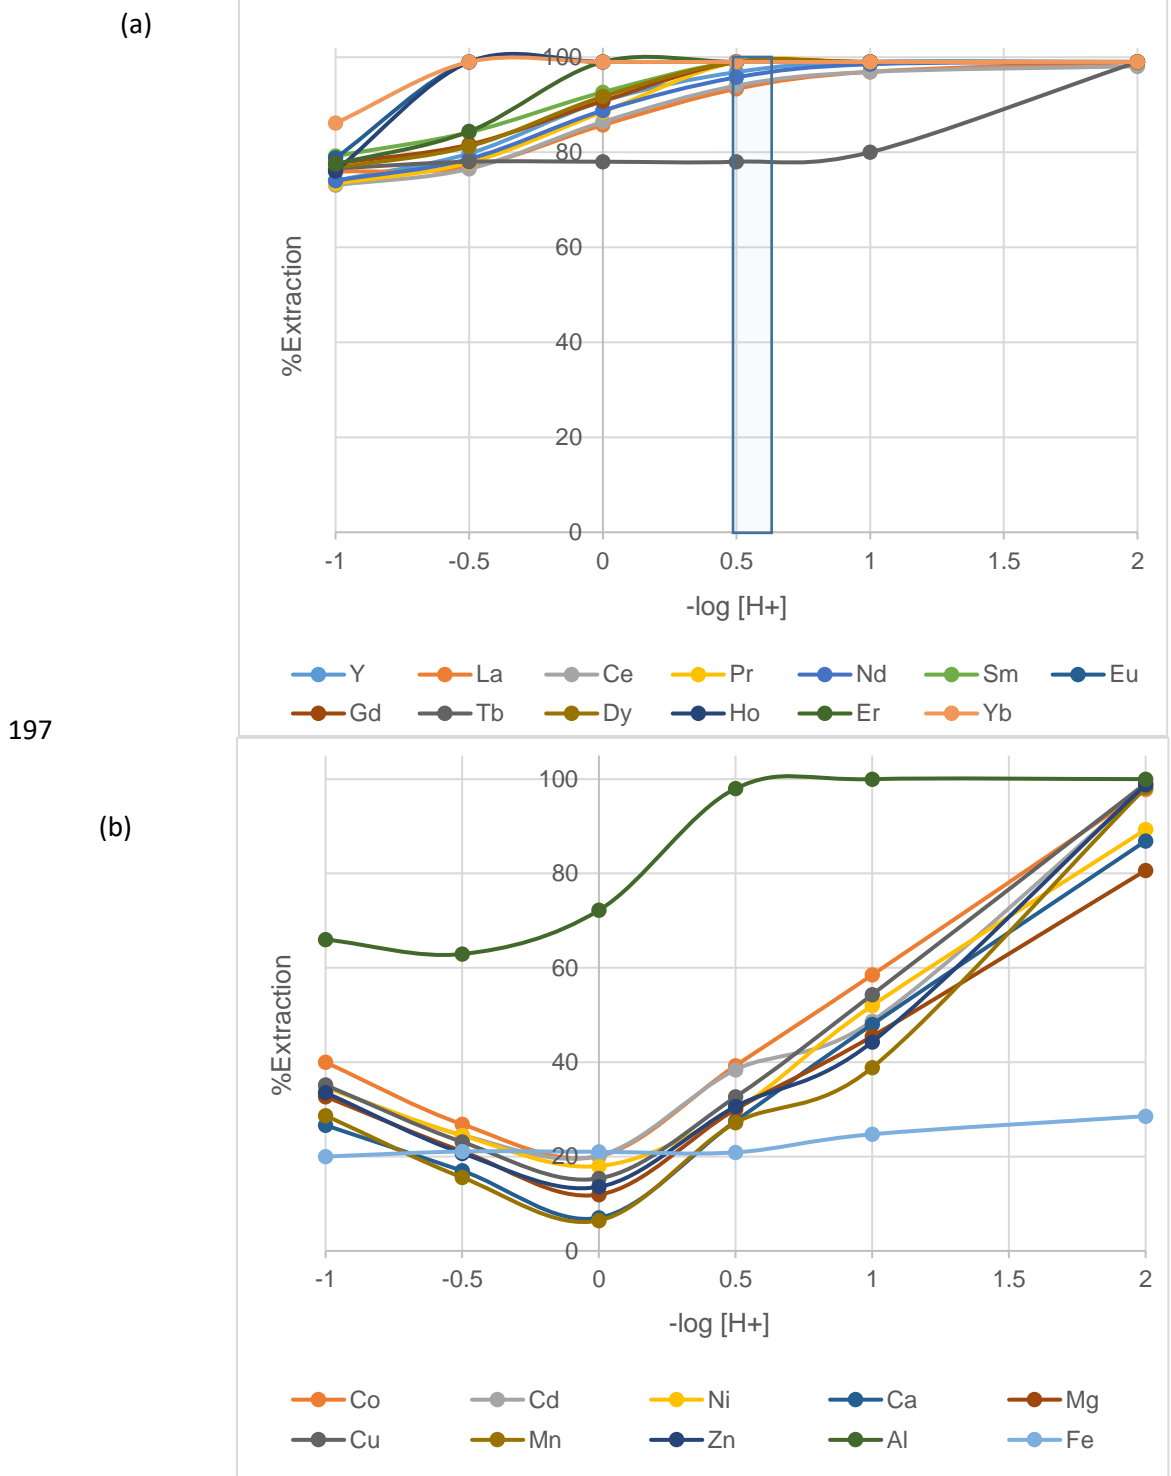 (a)
100
80
60
40
20
0
%Extraction
-1 -0.5 0 0.5 1 1.5 2
-log [H+]
Y La Ce Pr Nd Sm Eu
Gd Tb Dy Ho Er Yb
197
(b)
100
80
60
40
20
0
%Extraction
-1 -0.5 0 0.5 1 1.5 2
-log [H+]
Co Cd Ni Ca Mg
Cu Mn Zn Al Fe